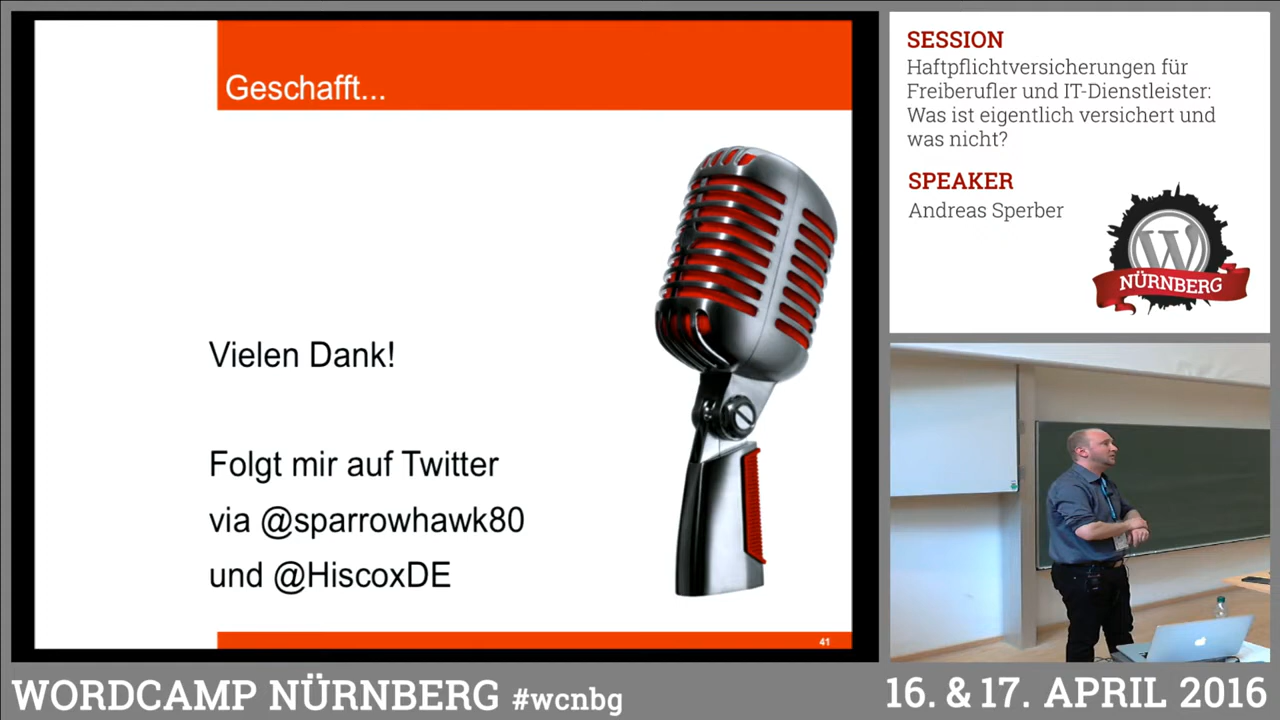 Geschafft...
Vielen Dank!
Folgt mir auf Twitter
via @sparrowhawk80
und @HiscoxDE
41
SESSION
Haftpflichtversicherungen für
Freiberufler und IT-Dienstleister:
Was ist eigentlich versichert und
was nicht?
SPEAKER
Andreas Sperber
W
NÜRNBERG
WORDCAMP NÜRNBERG #wcnbg
16. & 17. APRIL 2016